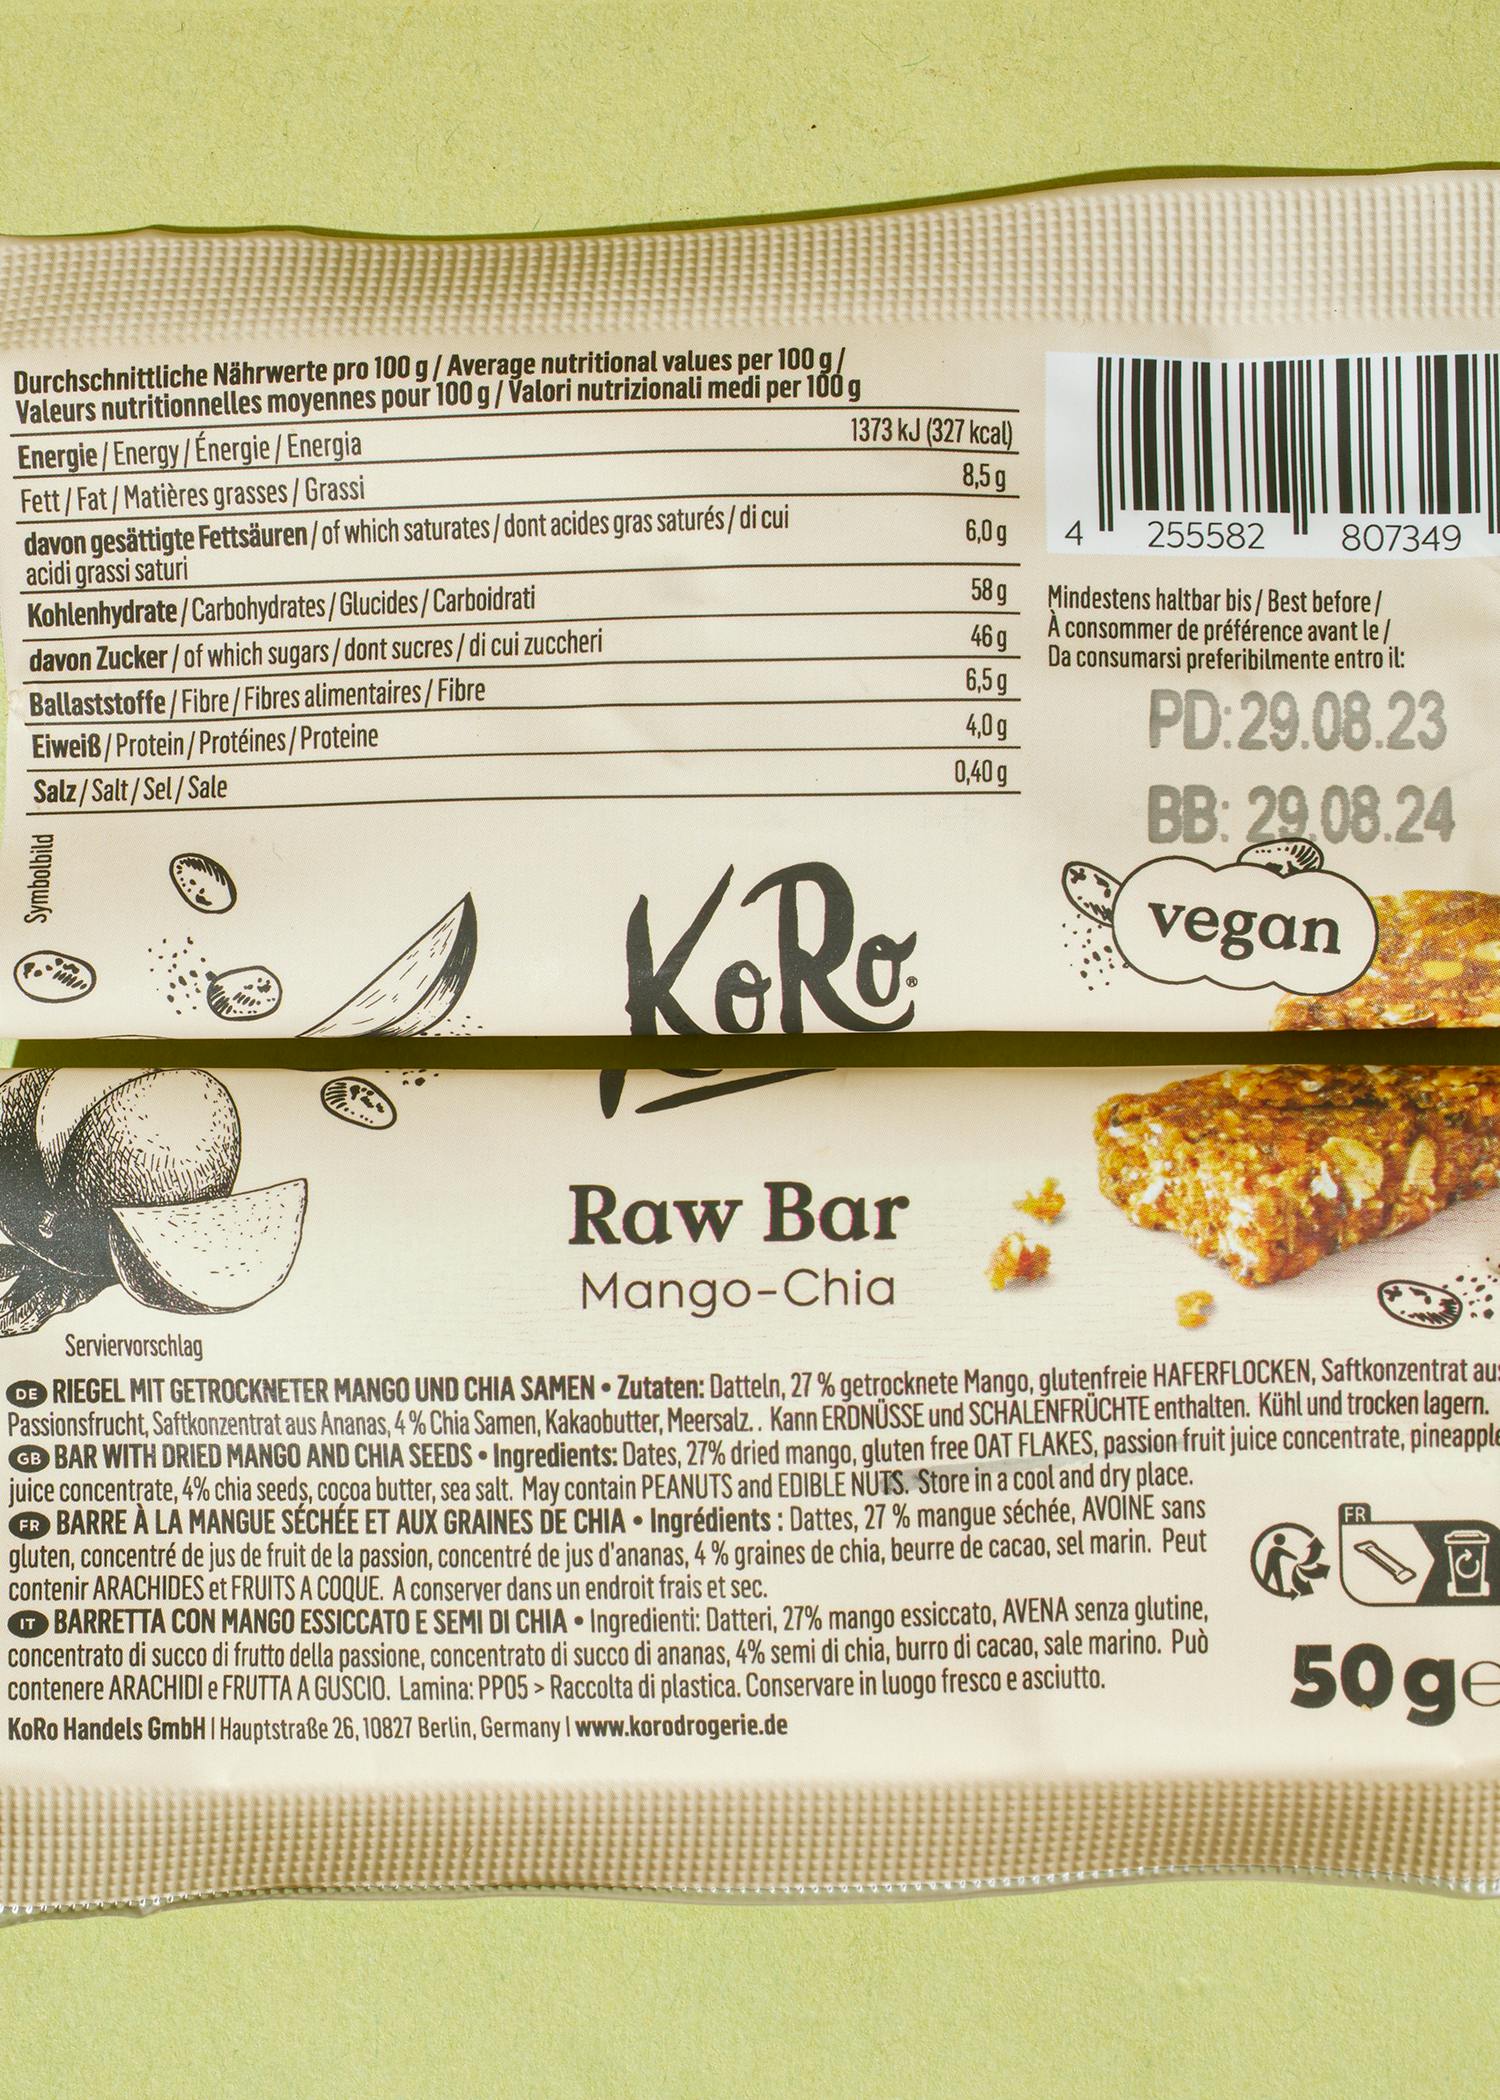 Durchschnittliche Nährwerte pro 100 g / Average nutritional values per 100 g /
Valeurs nutritionnelles moyennes pour 100 g / Valori nutrizionali medi per 100 g
Energie / Energy / Énergie / Energia 1373 kJ (327 kcal)
Fett / Fat / Matières grasses / Grassi 8,5 g
davon gesättigte Fettsäuren / of which saturates / dont acides gras saturés / di cui
acidi grassi saturi 6,0 g
Kohlenhydrate / Carbohydrates / Glucides / Carboidrati 58 g
davon Zucker / of which sugars / dont sucres / di cui zuccheri 46 g
Ballaststoffe / Fibre / Fibres alimentaires / Fibre 6,5 g
Eiweiß / Protein / Protéines / Proteine 4,0 g
Salz / Salt / Sel / Sale 0,40 g
4 255582 807349
Mindestens haltbar bis / Best before /
À consommer de préférence avant le /
Da consumarsi preferibilmente entro il:
PD:29.08.23
BB: 29.08.24
Symbolbild
KoRo®
vegan
Raw Bar
Mango-Chia
Serviervorschlag
DE RIEGEL MIT GETROCKNETER MANGO UND CHIA SAMEN • Zutaten: Datteln, 27 % getrocknete Mango, glutenfreie HAFERFLOCKEN, Saftkonzentrat aus
Passionsfrucht, Saftkonzentrat aus Ananas, 4 % Chia Samen, Kakaobutter, Meersalz. . Kann ERDNÜSSE und SCHALENFRÜCHTE enthalten. Kühl und trocken lagern.
GB BAR WITH DRIED MANGO AND CHIA SEEDS • Ingredients: Dates, 27% dried mango, gluten free OAT FLAKES, passion fruit juice concentrate, pineapple
juice concentrate, 4% chia seeds, cocoa butter, sea salt. May contain PEANUTS and EDIBLE NUTS. Store in a cool and dry place.
FR BARRE À LA MANGUE SÉCHÉE ET AUX GRAINES DE CHIA • Ingrédients : Dattes, 27 % mangue séchée, AVOINE sans
gluten, concentré de jus de fruit de la passion, concentré de jus d'ananas, 4 % graines de chia, beurre de cacao, sel marin. Peut
contenir ARACHIDES et FRUITS A COQUE. A conserver dans un endroit frais et sec.
IT BARRETTA CON MANGO ESSICCATO E SEMI DI CHIA • Ingredienti: Datteri, 27% mango essiccato, AVENA senza glutine,
concentrato di succo di frutto della passione, concentrato di succo di ananas, 4% semi di chia, burro di cacao, sale marino. Può
contenere ARACHIDI e FRUTTA A GUSCIO. Lamina: PP05 > Raccolta di plastica. Conservare in luogo fresco e asciutto.
KoRo Handels GmbH | Hauptstraße 26, 10827 Berlin, Germany | www.korodrogerie.de
FR
50 g e